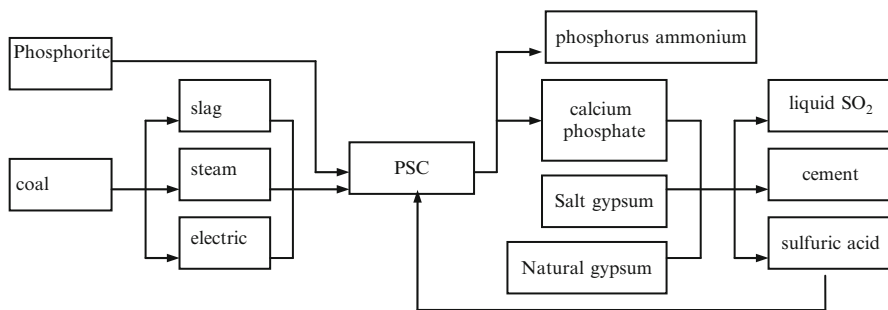 Phosphorite
coal
slag
steam
electric
PSC
phosphorus ammonium
calcium
phosphate
Salt gypsum
Natural gypsum
liquid SO₂
cement
sulfuric acid